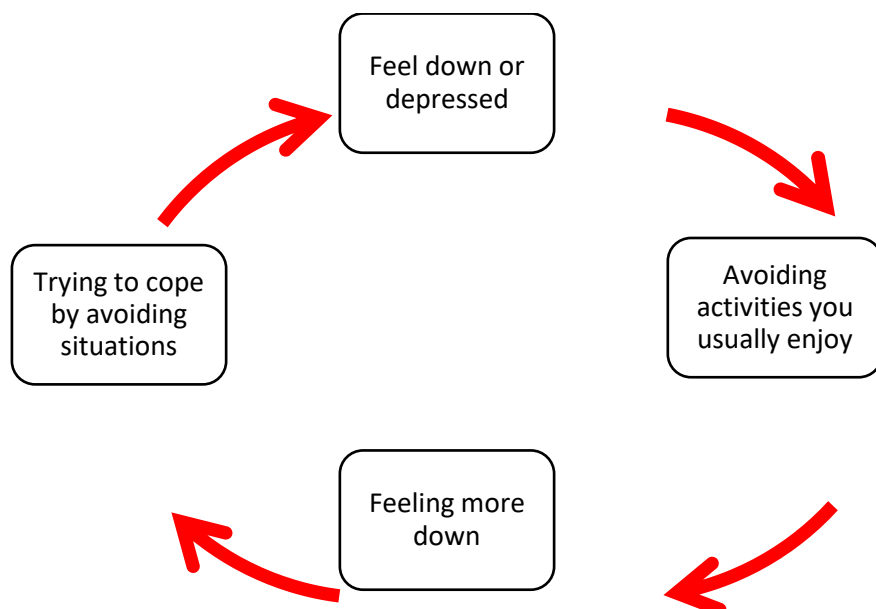 Feel down or
depressed
Avoiding
activities you
usually enjoy
Feeling more
down
Trying to cope
by avoiding
situations